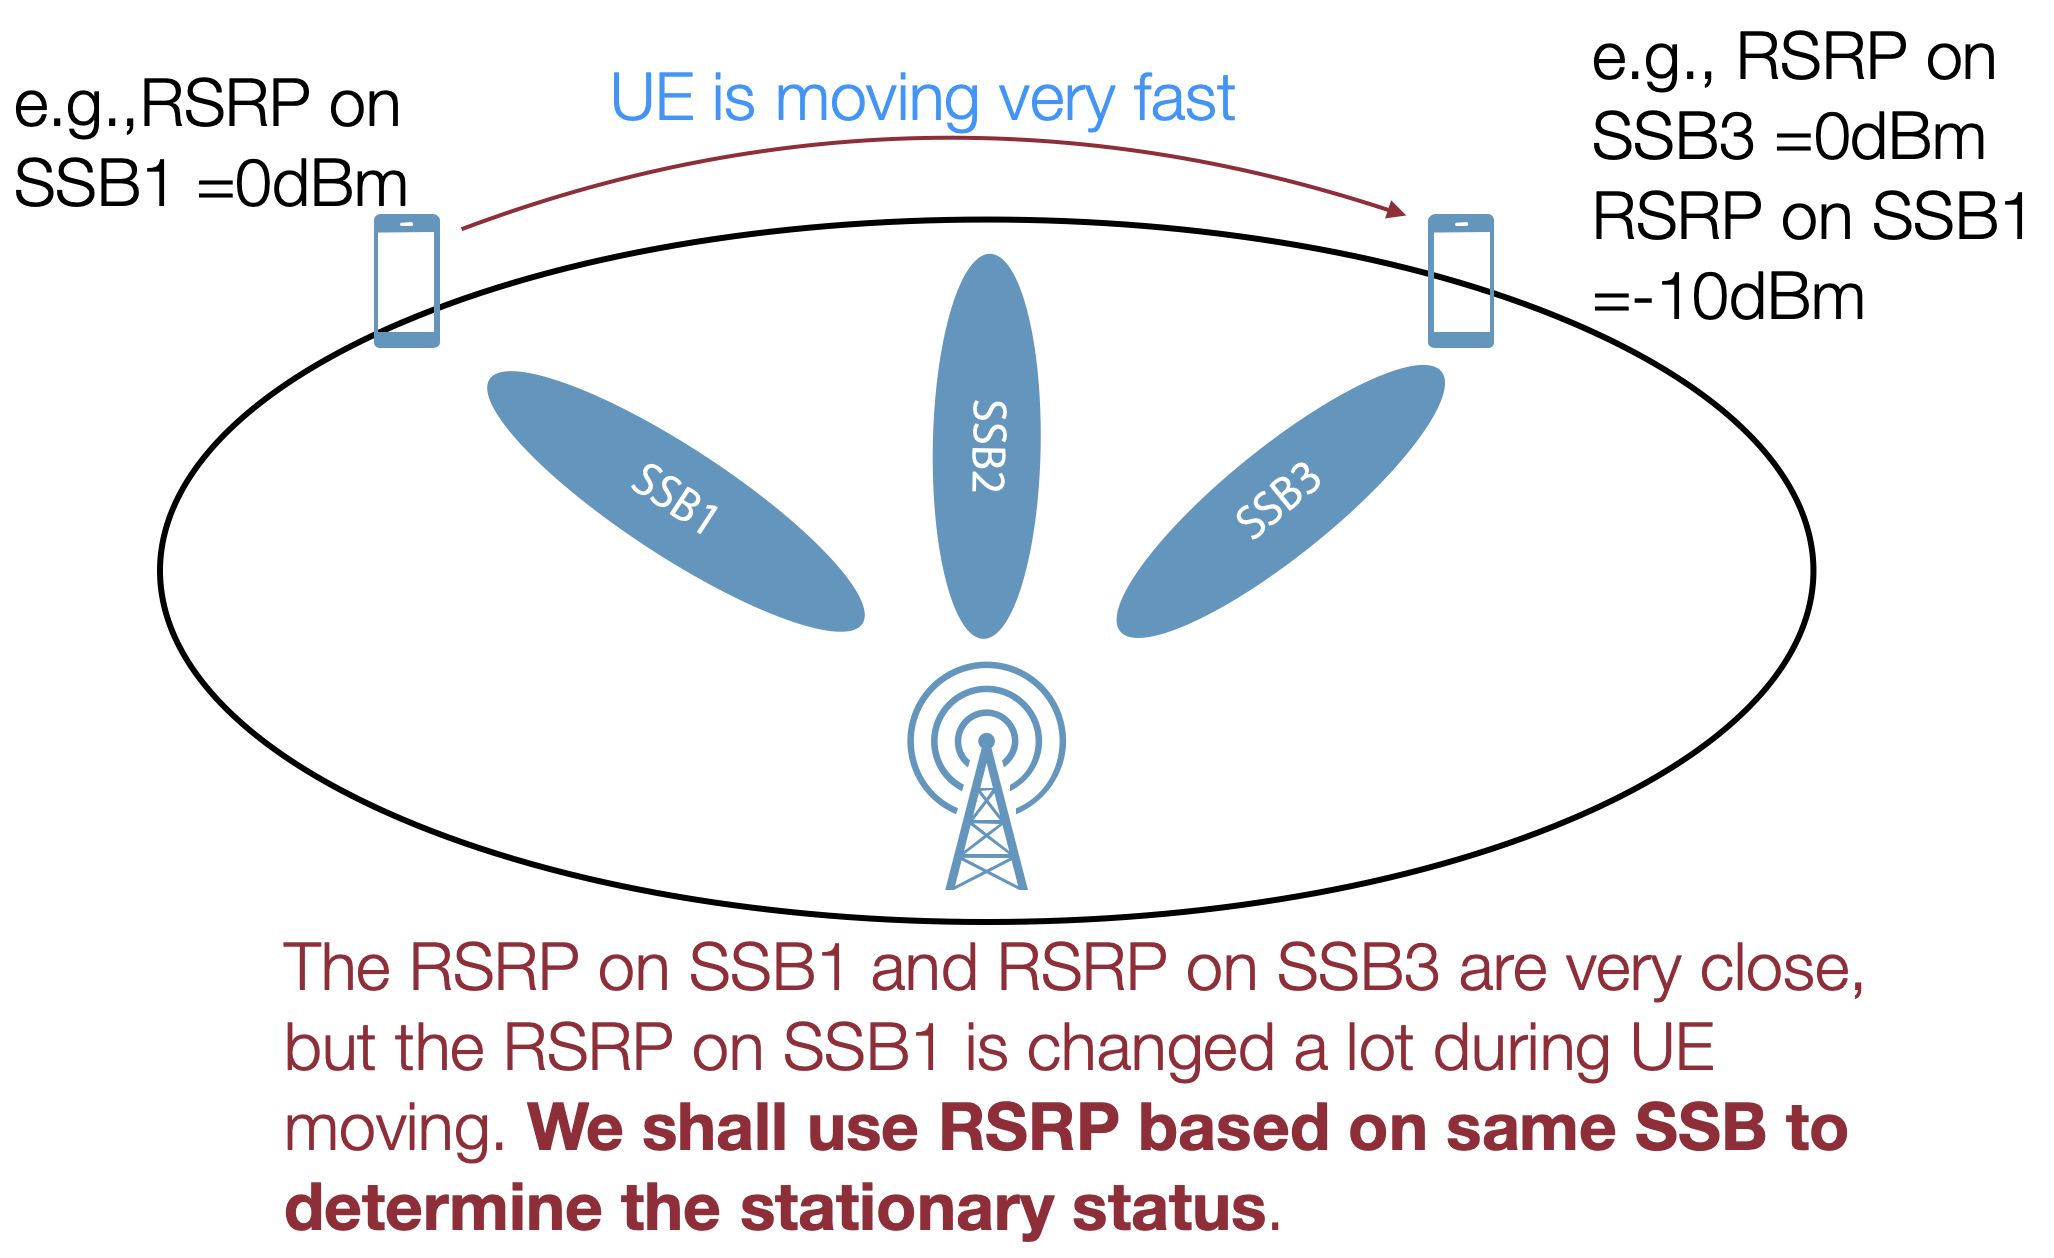 e.g.,RSRP on
SSB1 =0dBm
UE is moving very fast
e.g., RSRP on
SSB3 =0dBm
RSRP on SSB1
=-10dBm
SSB1
SSB2
SSB3
The RSRP on SSB1 and RSRP on SSB3 are very close,
but the RSRP on SSB1 is changed a lot during UE
moving. We shall use RSRP based on same SSB to
determine the stationary status.